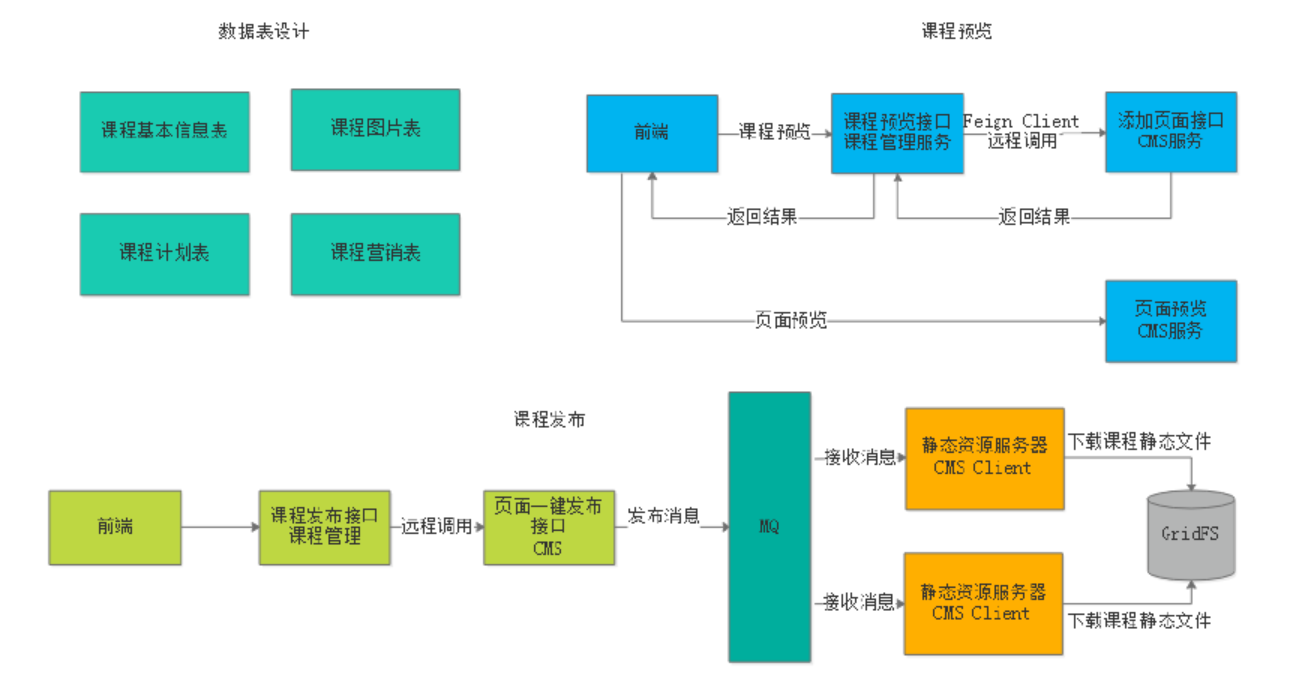 数据表设计
课程基本信息表
课程图片表
课程计划表
课程营销表
课程预览
前端
课程预览
课程预览接口
课程管理服务
Feign Client
远程调用
添加页面接口
CMS服务
返回结果
返回结果
页面预览
页面预览
CMS服务
课程发布
前端
课程发布接口
课程管理
远程调用
页面一键发布
接口
CMS
发布消息
MQ
接收消息
静态资源服务器
CMS Client
下载课程静态文件
GridFS
接收消息
静态资源服务器
CMS Client
下载课程静态文件